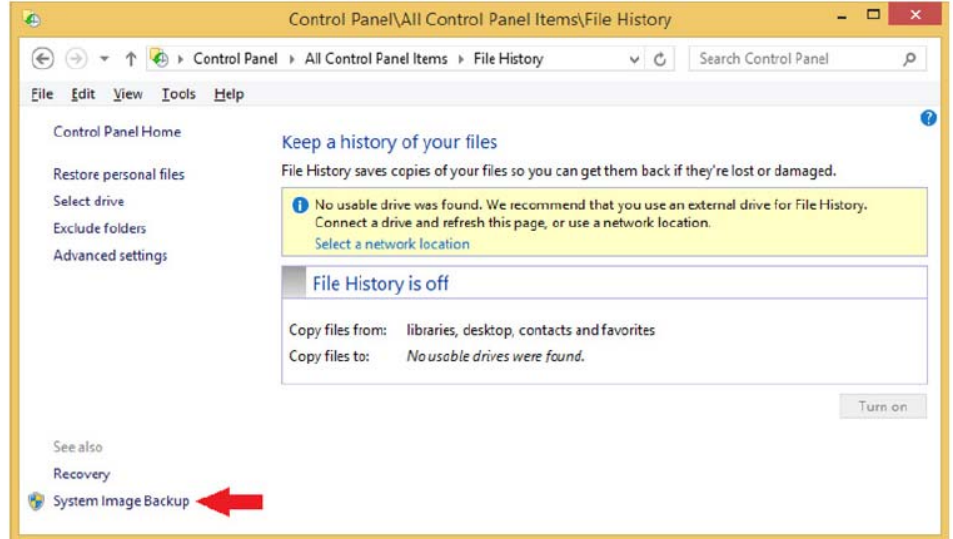 Control Panel\All Control Panel Items\File History
Control Panel All Control Panel Items File History
Search Control Panel
File Edit View Tools Help
Control Panel Home
Restore personal files
Select drive
Exclude folders
Advanced settings
Keep a history of your files
File History saves copies of your files so you can get them back if they're lost or damaged.
No usable drive was found. We recommend that you use an external drive for File History.
Connect a drive and refresh this page, or use a network location.
Select a network location
File History is off
Copy files from: libraries, desktop, contacts and favorites
Copy files to: No usable drives were found.
Turn on
See also
Recovery
System Image Backup